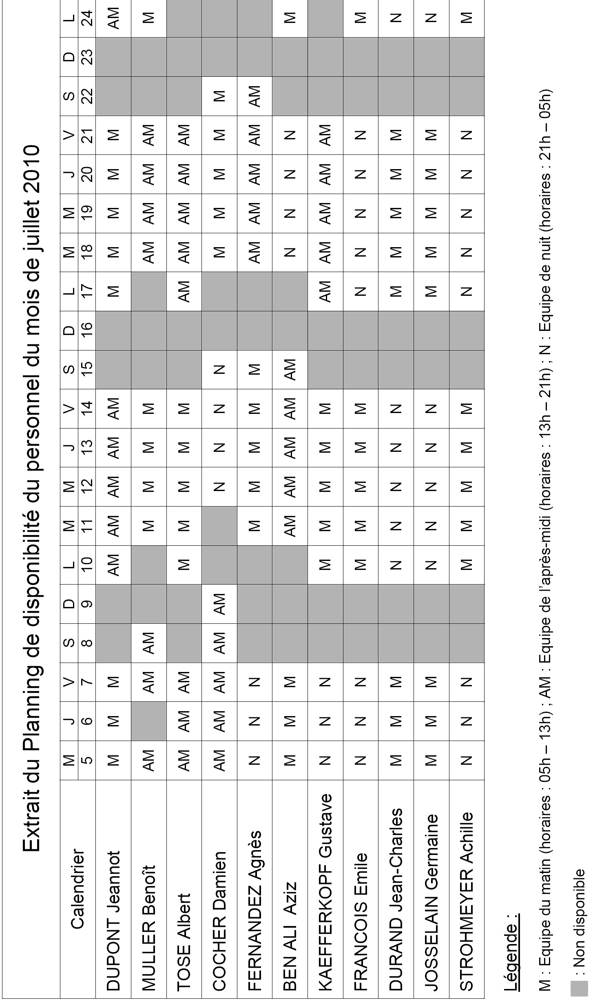 Extrait du Planning de disponibilité du personnel du mois de juillet 2010
Calendrier M J V S D L M M J V S D L M M J V S D L
5 6 7 8 9 10 11 12 13 14 15 16 17 18 19 20 21 22 23 24
DUPONT Jeannot M M M AM AM AM AM AM M M M M M AM
MULLER Benoît AM AM AM M M M M AM AM AM AM M
TOSE Albert AM AM AM M M M M M AM AM AM AM AM
COCHER Damien AM AM AM AM AM N N N N M M M M M
FERNANDEZ Agnès N N N M M M M M AM AM AM AM AM
BEN ALI Aziz M M M AM AM AM AM AM N N N N M
KAEFFERKOPF Gustave N N N M M M M M AM AM AM AM AM
FRANCOIS Emile N N N M M M M M N N N N N M
DURAND Jean-Charles M M M N N N N N M M M M M N
JOSSELAIN Germaine M M M N N N N N M M M M M N
STROHMEYER Achille N N N M M M M M N N N N N M
Légende :
M : Equipe du matin (horaires : 05h – 13h) ; AM : Equipe de l'après-midi (horaires : 13h – 21h) ; N : Equipe de nuit (horaires : 21h – 05h)
: Non disponible